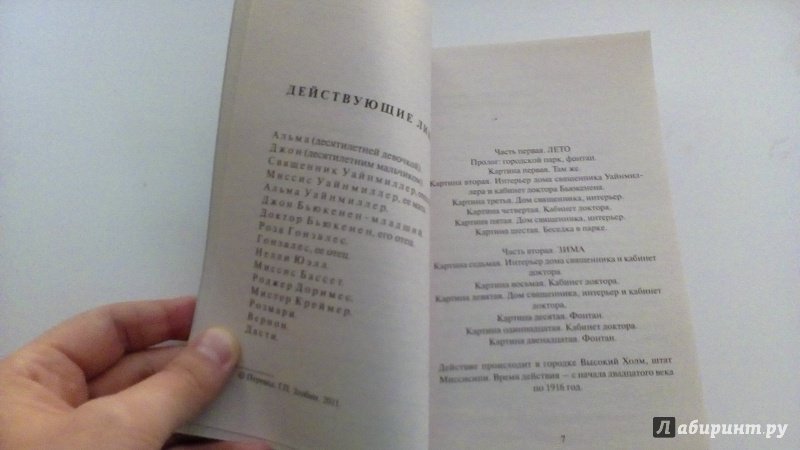 ДЕЙСТВУЮЩИЕ
Альма (десятилетней девочкой).
Джон (десятилетним мальчиком).
Священник Уайнмиллер,
Миссис Уайнмиллер, ее мать.
Альма Уайнмиллер.
Джон Бьюкенен-младший.
Доктор Бьюкенен, его отец.
Роза Гонзалес.
Гонзалес, ее отец.
Нелли Юэлл.
Миссис Бассет.
Роджер Доримес.
Мистер Креймер.
Розмари.
Вернон.
Дасти.
© Перевод. Г.П. Злобин, 2011.
Часть первая. ЛЕТО
Пролог: городской парк, фонтан.
Картина первая. Там же.
Картина вторая. Интерьер дома священника Уайнмил-
лера и кабинет доктора Бьюкенена.
Картина третья. Дом священника, интерьер.
Картина четвертая. Кабинет доктора.
Картина пятая. Дом священника, интерьер.
Картина шестая. Беседка в парке.
Часть вторая. ЗИМА
Картина седьмая. Интерьер дома священника и кабинет
доктора.
Картина восьмая. Кабинет доктора.
Картина девятая. Дом священника, интерьер и кабинет
доктора.
Картина десятая. Фонтан.
Картина одиннадцатая. Кабинет доктора.
Картина двенадцатая. Фонтан.
Действие происходит в городке Высокий Холм, штат
Миссисипи. Время действия — с начала двадцатого века
по 1916 год.
7
Лабиринт.ру